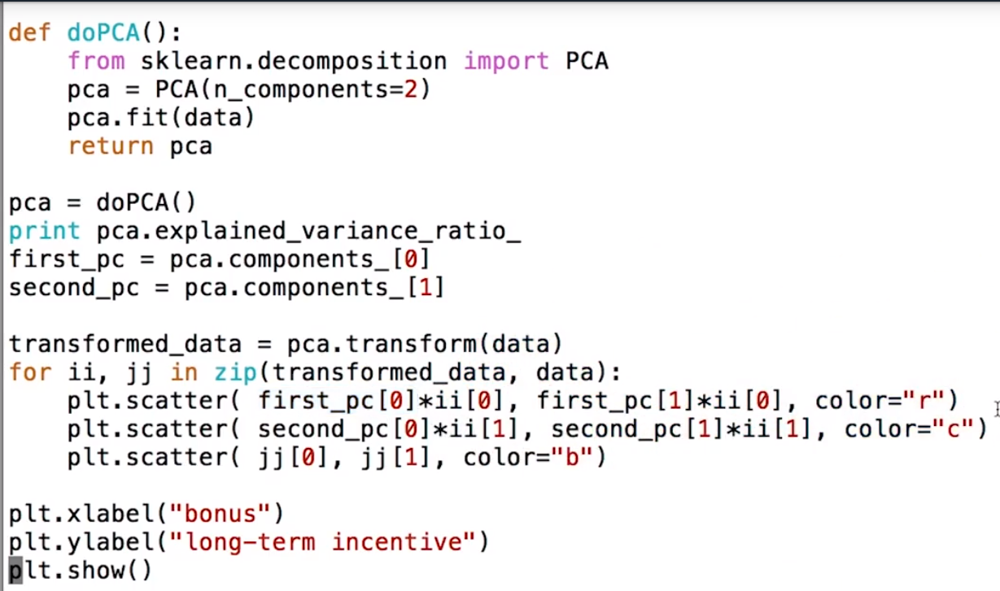 def doPCA():
    from sklearn.decomposition import PCA
    pca = PCA(n_components=2)
    pca.fit(data)
    return pca

pca = doPCA()
print pca.explained_variance_ratio_
first_pc = pca.components_[0]
second_pc = pca.components_[1]

transformed_data = pca.transform(data)
for ii, jj in zip(transformed_data, data):
    plt.scatter( first_pc[0]*ii[0], first_pc[1]*ii[0], color="r")
    plt.scatter( second_pc[0]*ii[1], second_pc[1]*ii[1], color="c")
    plt.scatter( jj[0], jj[1], color="b")

plt.xlabel("bonus")
plt.ylabel("long-term incentive")
plt.show()